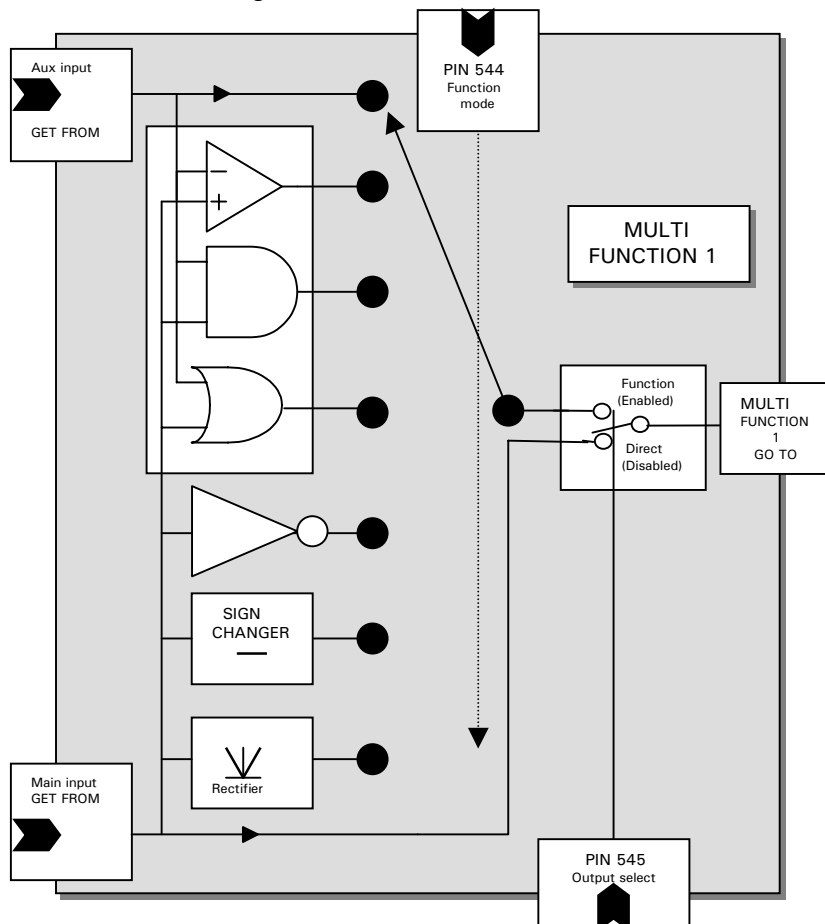 Aux input
GET FROM
PIN 544
Function
mode
MULTI
FUNCTION 1
Function
(Enabled)
Direct
(Disabled)
MULTI
FUNCTION
1
GO TO
SIGN
CHANGER
Rectifier
Main input
GET FROM
PIN 545
Output select